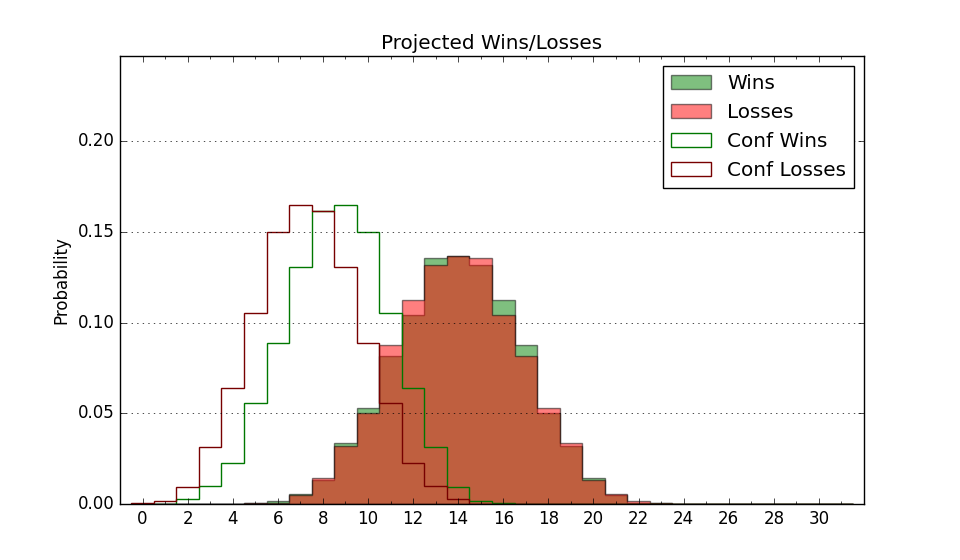 Projected Wins/Losses
Wins
Losses
Conf Wins
Conf Losses
Probability
0.20
0.15
0.10
0.05
0.00
0 2 4 6 8 10 12 14 16 18 20 22 24 26 28 30